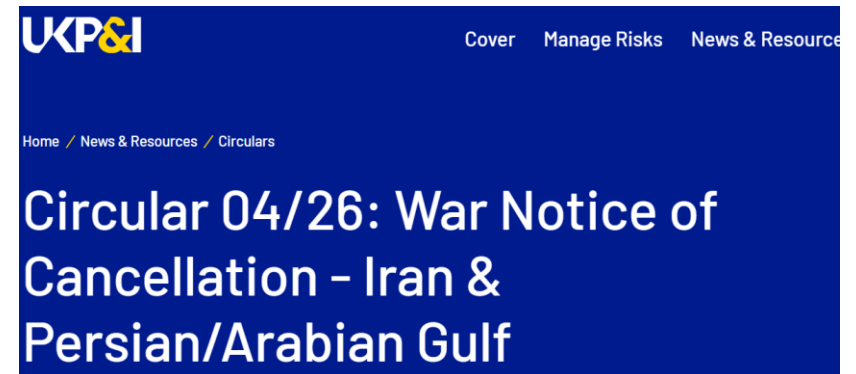 UKP&I
Cover Manage Risks News & Resource
Home / News & Resources / Circulars
Circular 04/26: War Notice of
Cancellation - Iran &
Persian/Arabian Gulf